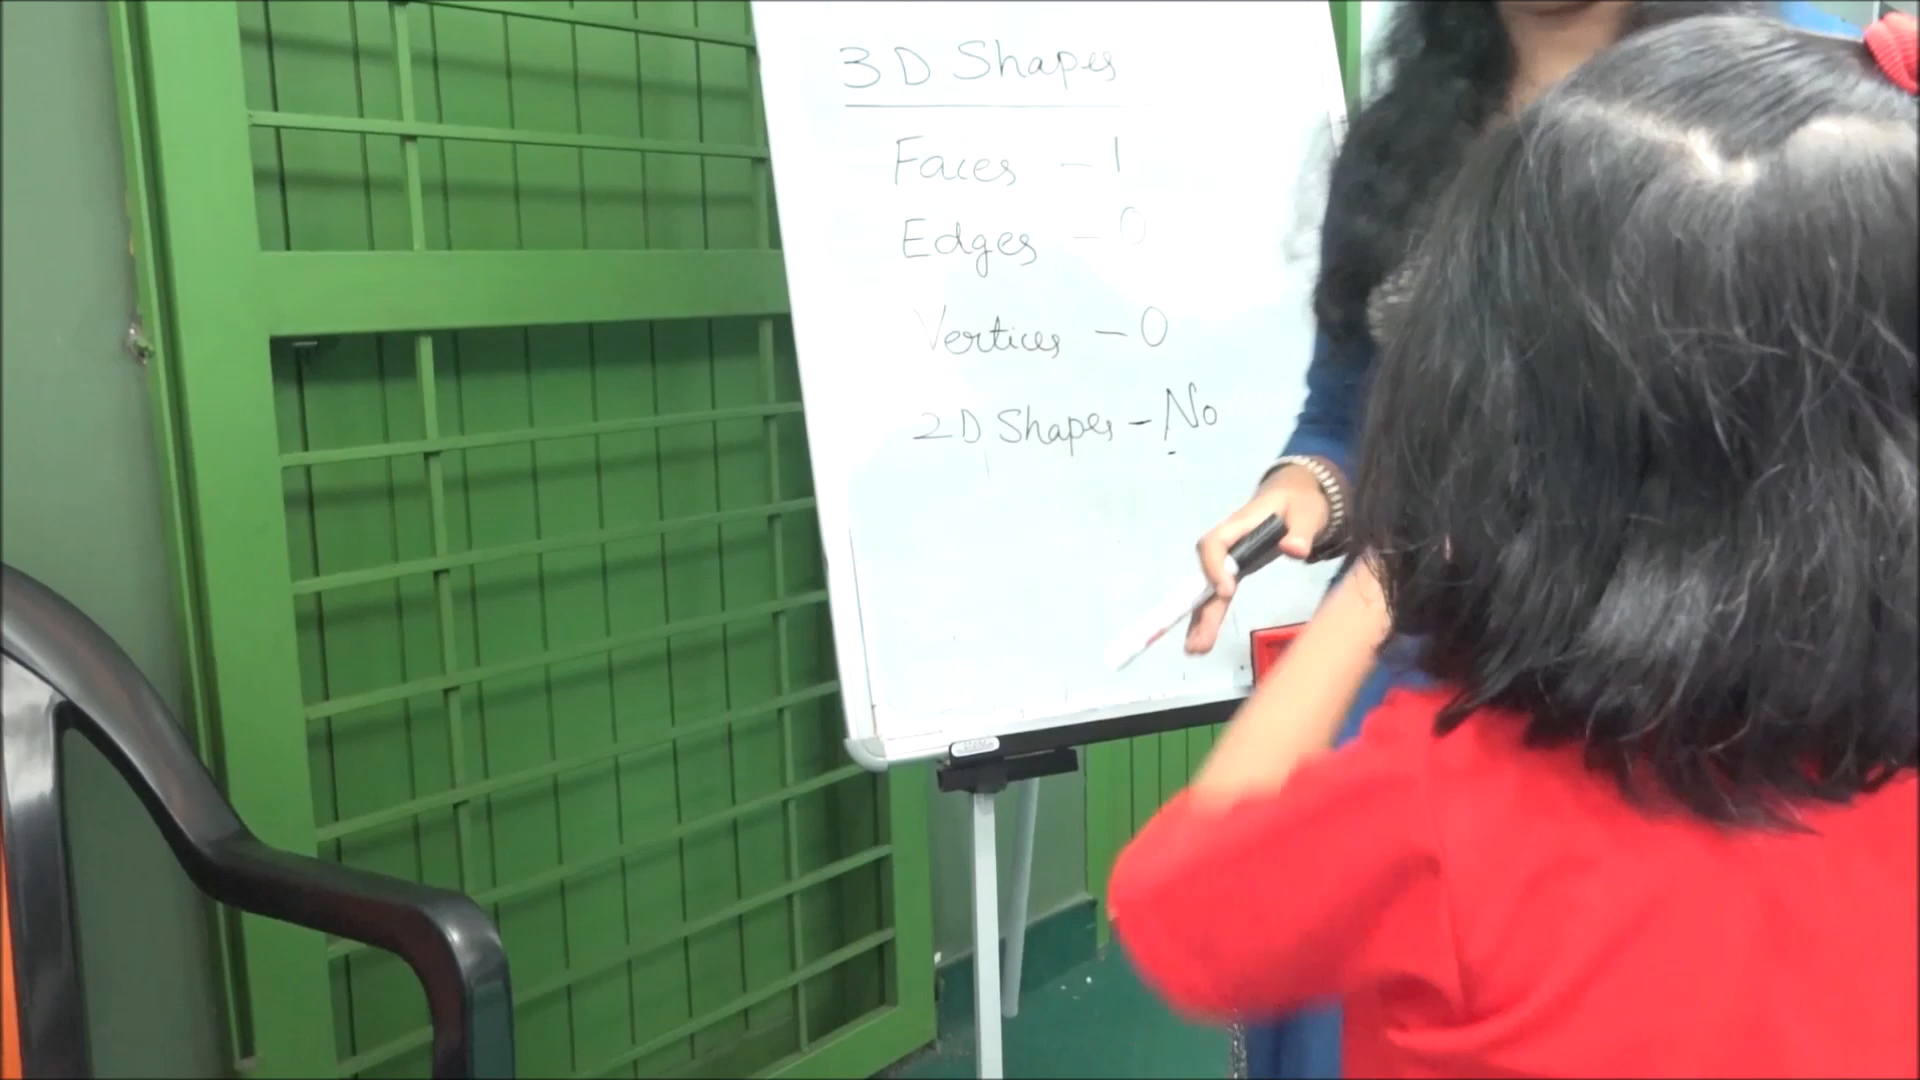 3D Shapes
Faces - 1
Edges - 0
Vertices - 0
2D Shapes - No